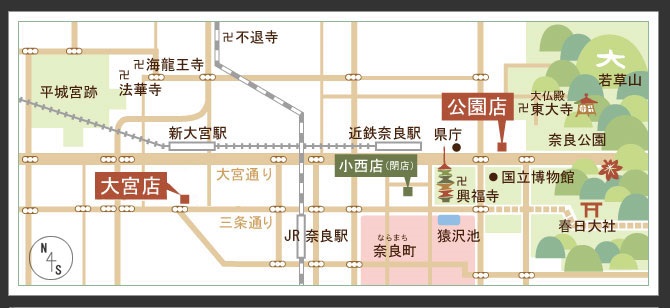 卍不退寺
大
卍海龍王寺
卍
法華寺
若草山
平城宮跡
大仏殿
卍東大寺
公園店
新大宮駅
近鉄奈良駅
県庁
奈良公園
小西店(閉店)
大宮通り
国立博物館
大宮店
卍
興福寺
三条通り
春日大社
JR 奈良駅
ならまち
奈良町
猿沢池
N
4
S